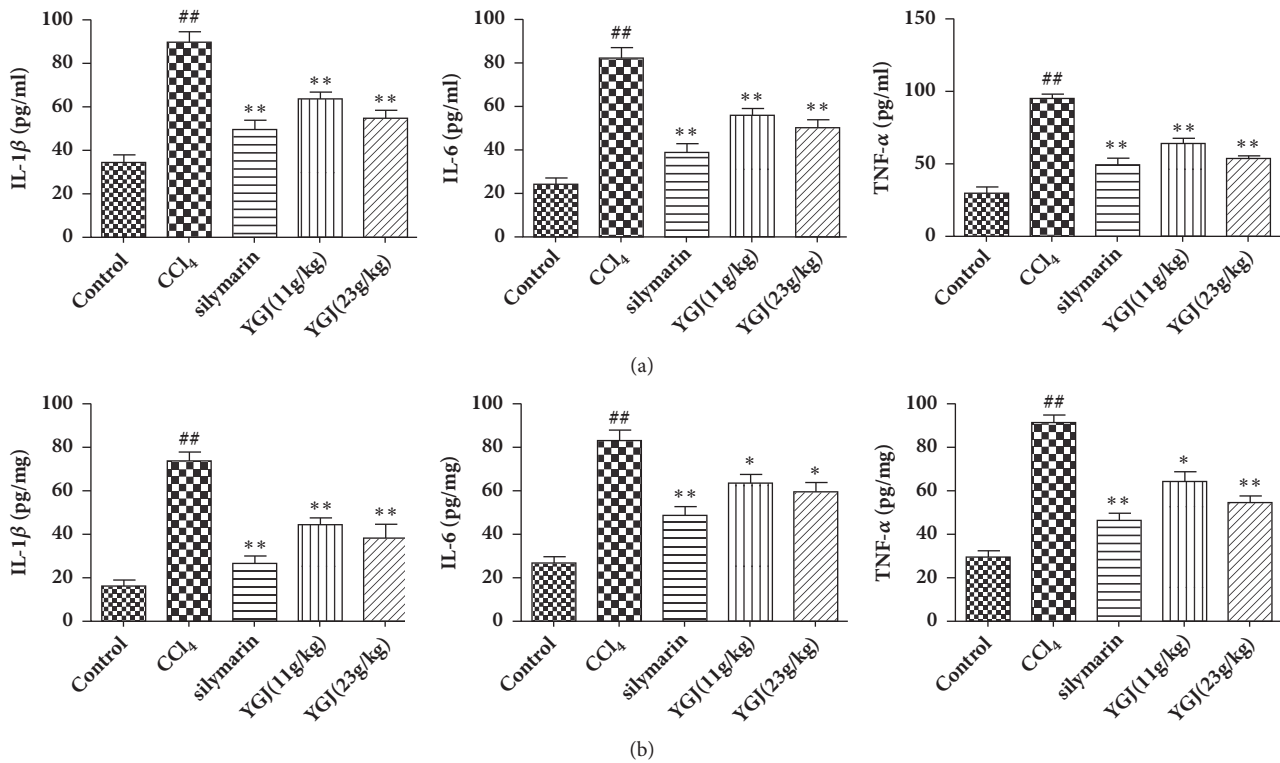 IL-1β (pg/ml)
100
80
60
40
20
0
##
**
**
**
Control
CCl₄
silymarin
YGJ(11g/kg)
YGJ(23g/kg)
IL-6 (pg/ml)
100
80
60
40
20
0
##
**
**
**
Control
CCl₄
silymarin
YGJ(11g/kg)
YGJ(23g/kg)
TNF-α (pg/ml)
150
100
50
0
##
**
**
**
Control
CCl₄
silymarin
YGJ(11g/kg)
YGJ(23g/kg)
(a)
IL-1β (pg/mg)
100
80
60
40
20
0
##
**
**
**
Control
CCl₄
silymarin
YGJ(11g/kg)
YGJ(23g/kg)
IL-6 (pg/mg)
100
80
60
40
20
0
##
**
*
*
Control
CCl₄
silymarin
YGJ(11g/kg)
YGJ(23g/kg)
TNF-α (pg/mg)
100
80
60
40
20
0
##
**
*
**
Control
CCl₄
silymarin
YGJ(11g/kg)
YGJ(23g/kg)
(b)